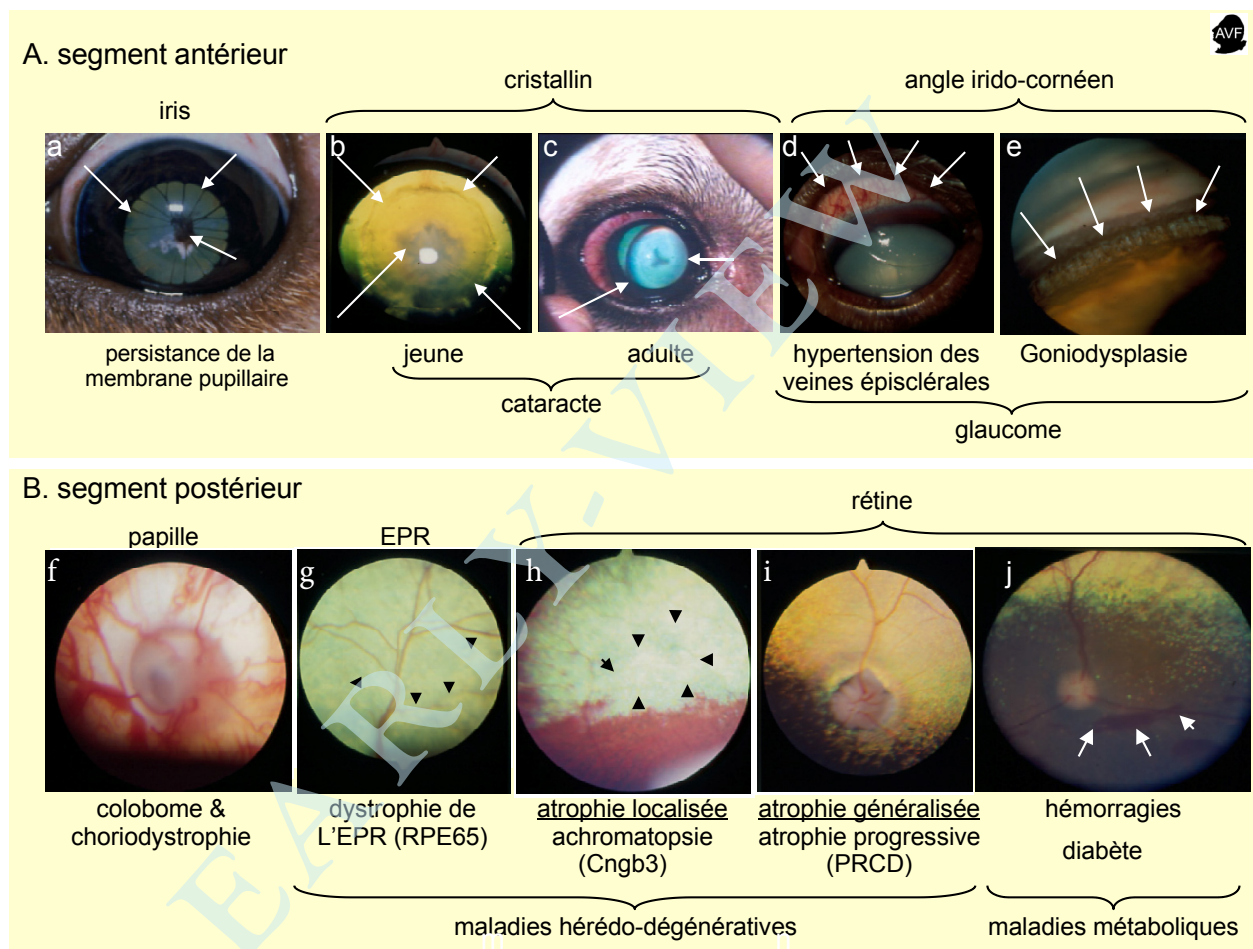 AVF
A. segment antérieur
cristallin
angle irido-cornéen
iris
a
b
c
d
e
persistance de la
membrane pupillaire
jeune
adulte
cataracte
hypertension des
veines épisclérales
Goniodysplasie
glaucome
EARLY-VIEW
B. segment postérieur
rétine
papille
EPR
f
g
h
i
j
colobome &
choriodystrophie
dystrophie de
L'EPR (RPE65)
atrophie localisée
achromatopsie
(Cngb3)
atrophie généralisée
atrophie progressive
(PRCD)
hémorragies
diabète
maladies hérédo-dégénératives
maladies métaboliques